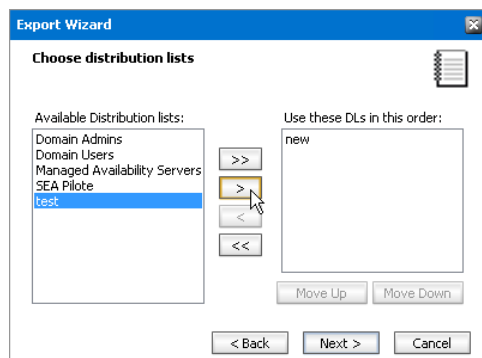 Export Wizard
Choose distribution lists
Available Distribution lists:
Use these DLs in this order:
Domain Admins
Domain Users
Managed Availability Servers
SEA Pilote
test
>>
>
<
<<
new
Move Up
Move Down
< Back
Next >
Cancel